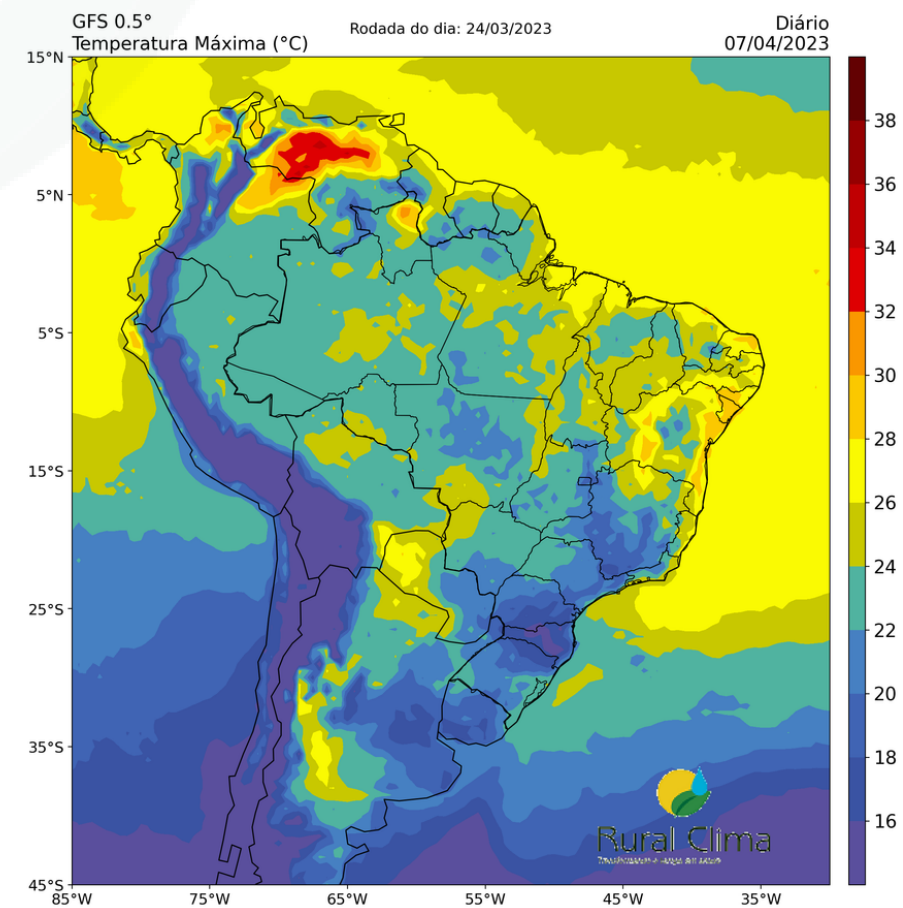 GFS 0.5°
Temperatura Máxima (°C)
Rodada do dia: 24/03/2023
Diário
07/04/2023
15°N
5°N
5°S
15°S
25°S
35°S
45°S
85°W
75°W
65°W
55°W
45°W
35°W
38
36
34
32
30
28
26
24
22
20
18
16
Rural Clima